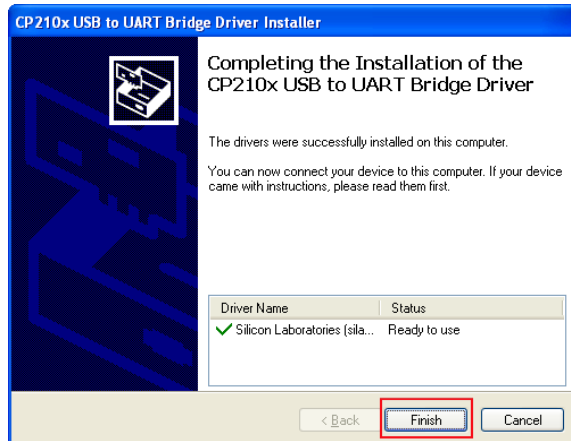 CP210x USB to UART Bridge Driver Installer
Completing the Installation of the
CP210x USB to UART Bridge Driver
The drivers were successfully installed on this computer.
You can now connect your device to this computer. If your device
came with instructions, please read them first.
Driver Name Status
Silicon Laboratories (sila... Ready to use
< Back Finish Cancel